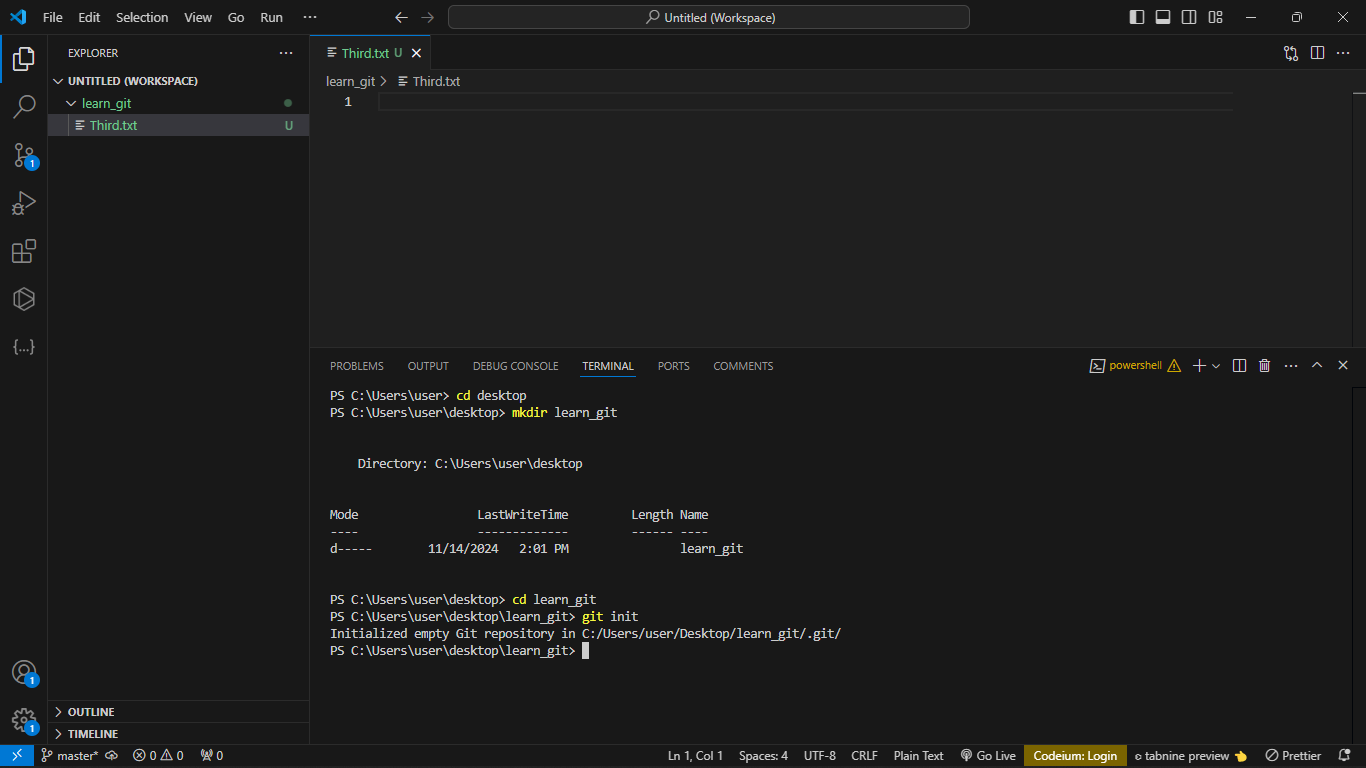 File Edit Selection View Go Run ··· Untitled (Workspace)
EXPLORER ···
UNTITLED (WORKSPACE)
learn_git
Third.txt U
OUTLINE
TIMELINE
Third.txt U
learn_git > Third.txt
1
PROBLEMS OUTPUT DEBUG CONSOLE TERMINAL PORTS COMMENTS powershell
PS C:\Users\user> cd desktop
PS C:\Users\user\desktop> mkdir learn_git
Directory: C:\Users\user\desktop
Mode LastWriteTime Length Name
---- ------------- ------ ----
d----- 11/14/2024 2:01 PM learn_git
PS C:\Users\user\desktop> cd learn_git
PS C:\Users\user\desktop\learn_git> git init
Initialized empty Git repository in C:/Users/user/Desktop/learn_git/.git/
PS C:\Users\user\desktop\learn_git>
1
1
1
master* 0 0 0 Ln 1, Col 1 Spaces: 4 UTF-8 CRLF Plain Text Go Live Codeium: Login tabnine preview Prettier